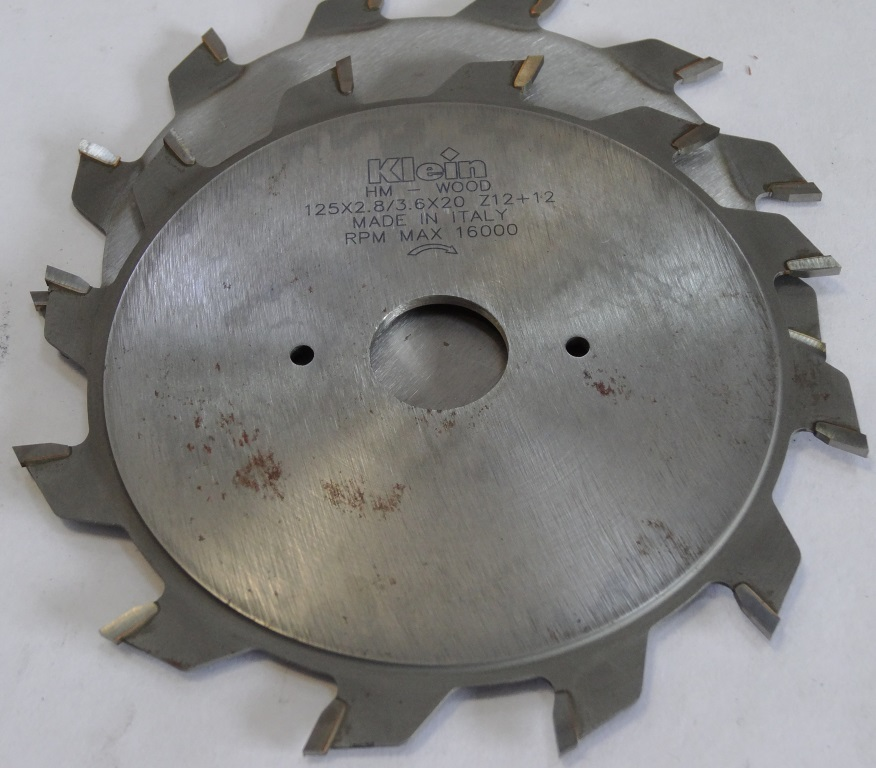 Klein
HM - WOOD
125X2.8/3.6X20 Z12+12
MADE IN ITALY
RPM MAX 16000